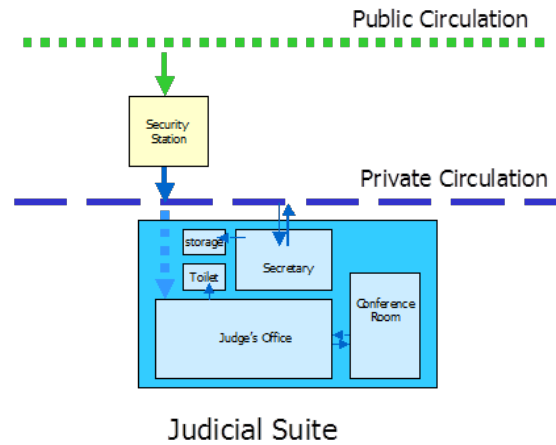 Public Circulation
Security
Station
Private Circulation
storage
Secretary
Toilet
Conference
Room
Judge's Office
Judicial Suite